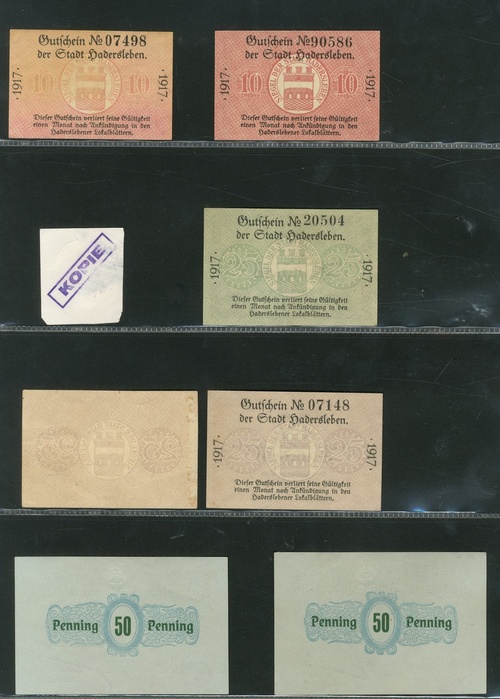 Gutschein № 07498
der Stadt Hadersleben.
·1917·
10
10
·1917·
Dieser Gutschein verliert seine Gültigkeit
einen Monat nach Ankündigung in den
Haderslebener Lokalblättern.
Gutschein №90586
der Stadt Hadersleben.
·1917·
10
10
·1917·
Dieser Gutschein verliert seine Gültigkeit
einen Monat nach Ankündigung in den
Haderslebener Lokalblättern.
KOPIE
Gutschein № 20504
der Stadt Hadersleben.
·1917·
25
25
·1917·
Dieser Gutschein verliert seine Gültigkeit
einen Monat nach Ankündigung in den
Haderslebener Lokalblättern.
Gutschein № 07148
der Stadt Hadersleben.
·1917·
25
25
·1917·
Dieser Gutschein verliert seine Gültigkeit
einen Monat nach Ankündigung in den
Haderslebener Lokalblättern.
Penning 50 Penning
Penning 50 Penning